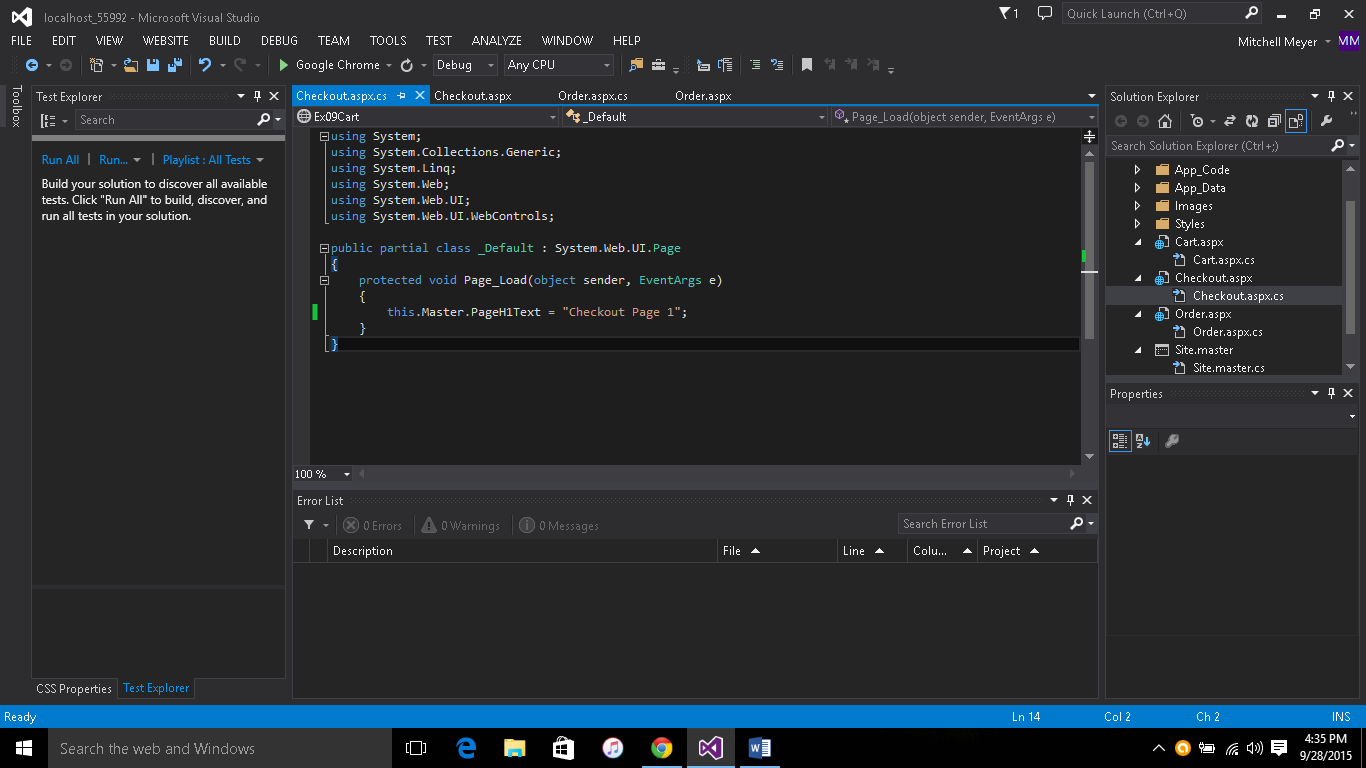 localhost_55992 - Microsoft Visual Studio
1
Quick Launch (Ctrl+Q)
FILE EDIT VIEW WEBSITE BUILD DEBUG TEAM TOOLS TEST ANALYZE WINDOW HELP
Mitchell Meyer MM
Google Chrome Debug Any CPU
Toolbox
Test Explorer
Search
Run All Run... Playlist : All Tests
Build your solution to discover all available
tests. Click "Run All" to build, discover, and
run all tests in your solution.
CSS Properties Test Explorer
Checkout.aspx.cs Checkout.aspx Order.aspx.cs Order.aspx
Ex09Cart _Default Page_Load(object sender, EventArgs e)
using System;
using System.Collections.Generic;
using System.Linq;
using System.Web;
using System.Web.UI;
using System.Web.UI.WebControls;
public partial class _Default : System.Web.UI.Page
{
protected void Page_Load(object sender, EventArgs e)
{
this.Master.PageH1Text = "Checkout Page 1";
}
}
100 %
Error List
0 Errors 0 Warnings 0 Messages
Search Error List
Description File Line Colu... Project
Solution Explorer
Search Solution Explorer (Ctrl+;)
App_Code
App_Data
Images
Styles
Cart.aspx
Cart.aspx.cs
Checkout.aspx
Checkout.aspx.cs
Order.aspx
Order.aspx.cs
Site.master
Site.master.cs
Properties
Ready Ln 14 Col 2 Ch 2 INS
Search the web and Windows
4:35 PM
9/28/2015